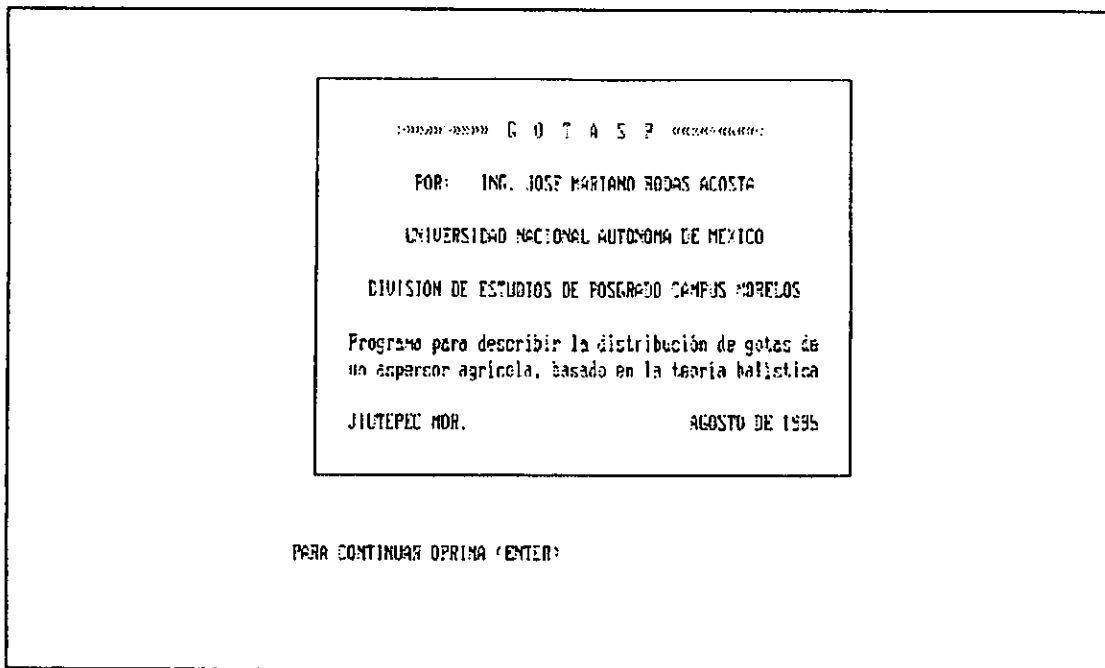 G O T A S ?
POR: ING. JOSE MARIANO RODAS ACOSTA
UNIVERSIDAD NACIONAL AUTONOMA DE MEXICO
DIVISION DE ESTUDIOS DE POSGRADO CAMPUS MORELOS
Programa para describir la distribución de gotas de
un aspersor agrícola, basado en la teoría balística
JIUTEPEC MOR. AGOSTO DE
PARA CONTINUAR OPRIMA <ENTER>